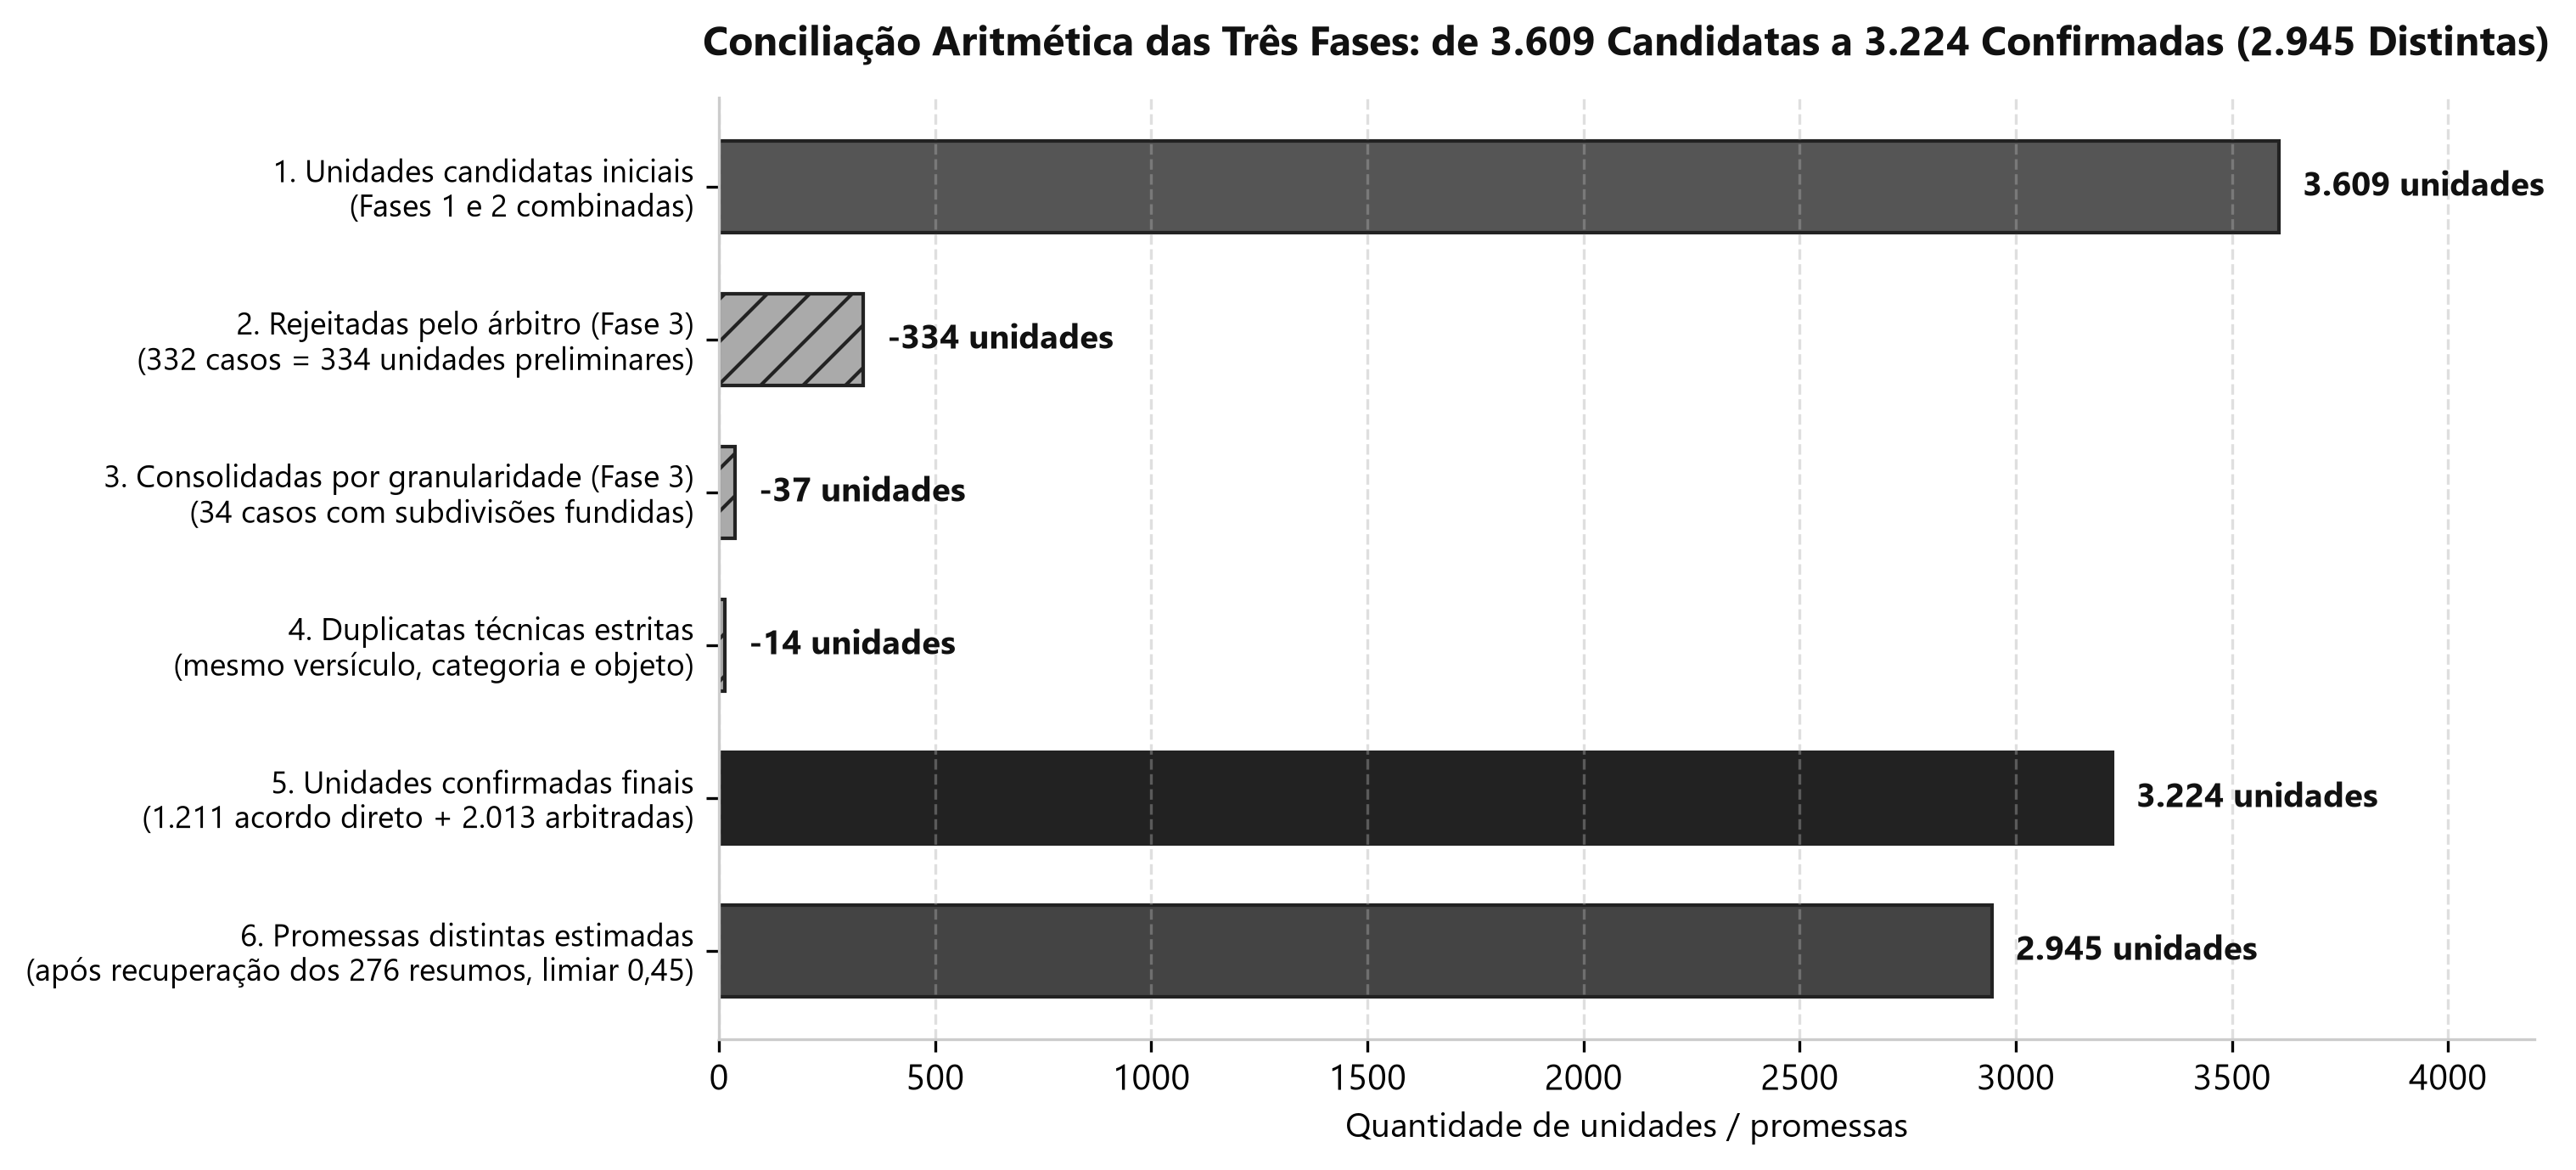 Conciliação Aritmética das Três Fases: de 3.609 Candidatas a 3.224 Confirmadas (2.945 Distintas)
1. Unidades candidatas iniciais
(Fases 1 e 2 combinadas)
3.609 unidades
2. Rejeitadas pelo árbitro (Fase 3)
(332 casos = 334 unidades preliminares)
-334 unidades
3. Consolidadas por granularidade (Fase 3)
(34 casos com subdivisões fundidas)
-37 unidades
4. Duplicatas técnicas estritas
(mesmo versículo, categoria e objeto)
-14 unidades
5. Unidades confirmadas finais
(1.211 acordo direto + 2.013 arbitradas)
3.224 unidades
6. Promessas distintas estimadas
(após recuperação dos 276 resumos, limiar 0,45)
2.945 unidades
0 500 1000 1500 2000 2500 3000 3500 4000
Quantidade de unidades / promessas